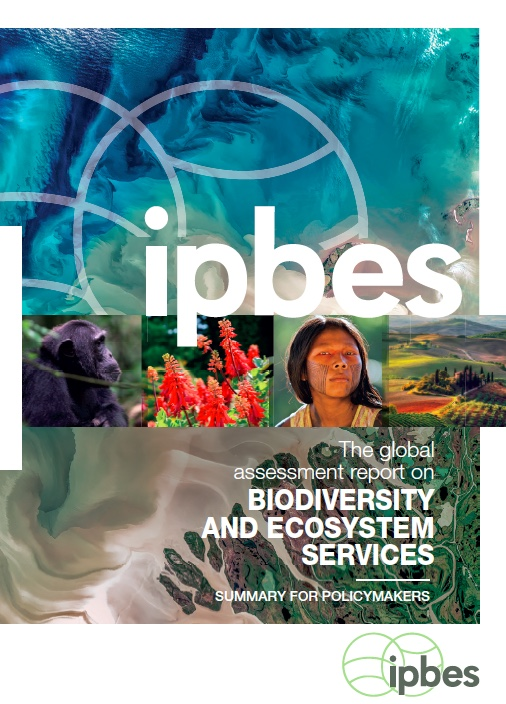 ipbes
The global
assessment report on
BIODIVERSITY
AND ECOSYSTEM
SERVICES
SUMMARY FOR POLICYMAKERS
ipbes